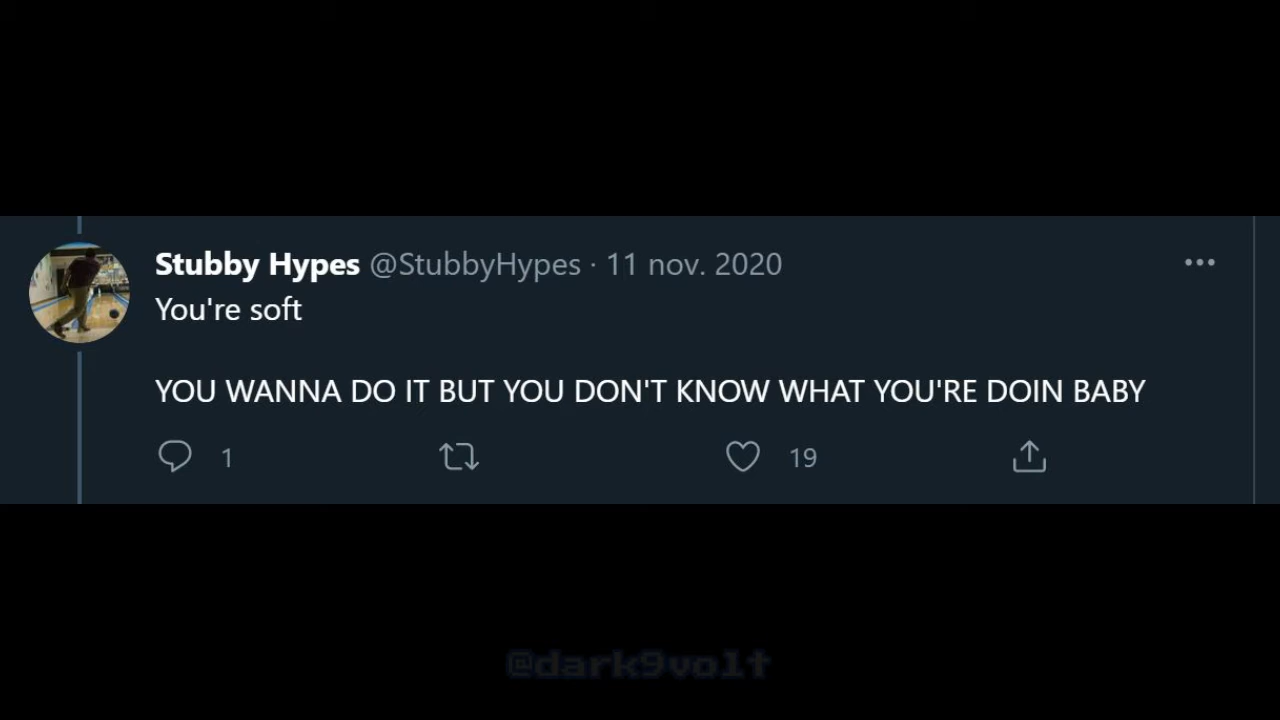 Stubby Hypes @StubbyHypes · 11 nov. 2020
You're soft
YOU WANNA DO IT BUT YOU DON'T KNOW WHAT YOU'RE DOIN BABY
1 19
@dark9volt